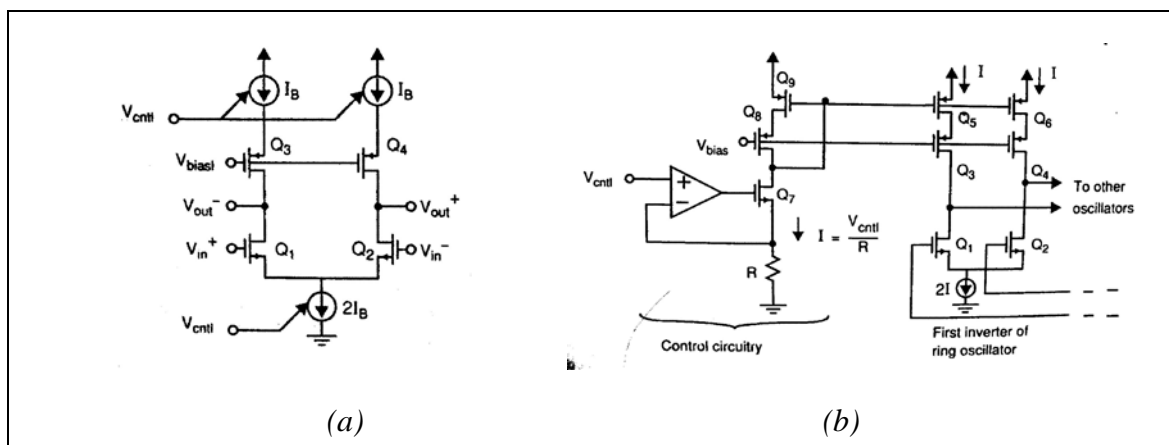 I_B
I_B
V_cntl
Q_3
Q_4
V_biasl
V_out^-
V_out^+
V_in^+
Q_1
Q_2
V_in^-
2I_B
V_cntl
(a)
Q_9
I
I
Q_8
Q_5
Q_6
V_bias
Q_3
Q_4
V_cntl
+
−
Q_7
To other
oscillators
I = V_cntl/R
R
Q_1
Q_2
2I
Control circuitry
First inverter of
ring oscillator
(b)